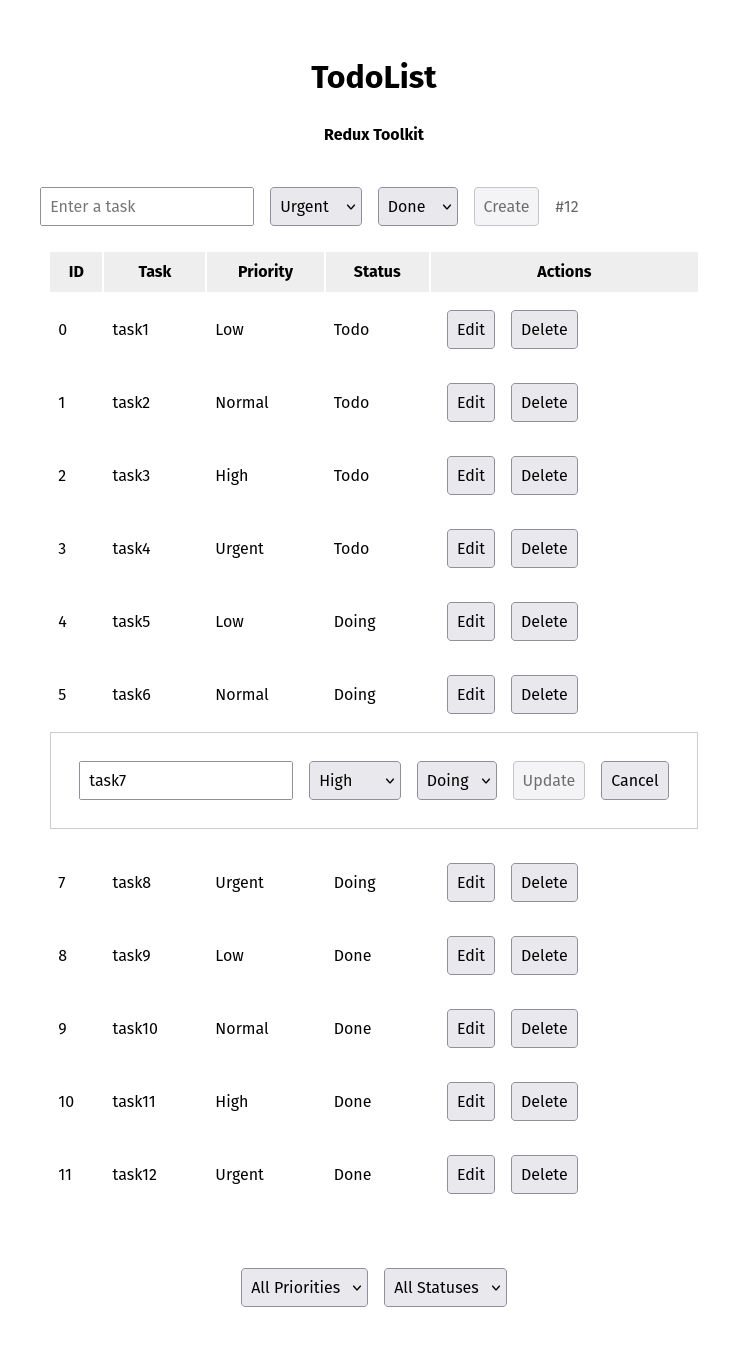 TodoList
Redux Toolkit
Enter a task Urgent Done Create #12
ID Task Priority Status Actions
0 task1 Low Todo Edit Delete
1 task2 Normal Todo Edit Delete
2 task3 High Todo Edit Delete
3 task4 Urgent Todo Edit Delete
4 task5 Low Doing Edit Delete
5 task6 Normal Doing Edit Delete
task7 High Doing Update Cancel
7 task8 Urgent Doing Edit Delete
8 task9 Low Done Edit Delete
9 task10 Normal Done Edit Delete
10 task11 High Done Edit Delete
11 task12 Urgent Done Edit Delete
All Priorities All Statuses